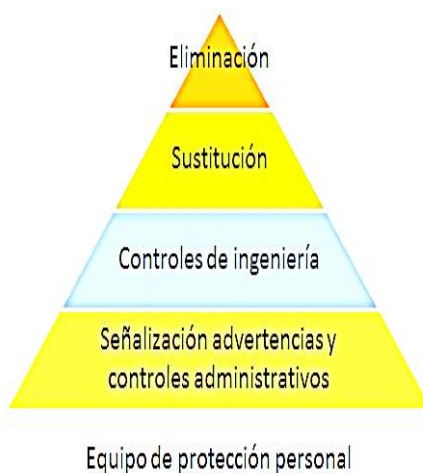 Eliminación
Sustitución
Controles de ingeniería
Señalización advertencias y
controles administrativos
Equipo de protección personal